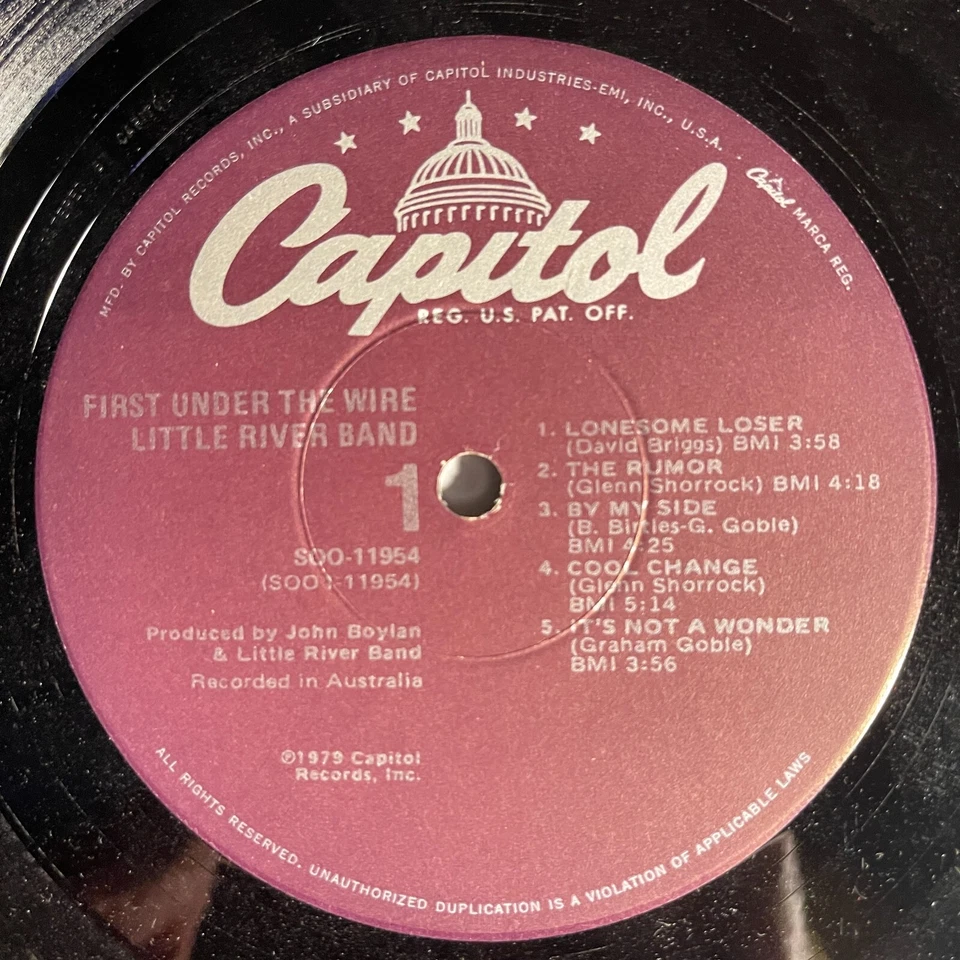 MFD. BY CAPITOL RECORDS, INC., A SUBSIDIARY OF CAPITOL INDUSTRIES-EMI, INC., U.S.A. • Capitol MARCA REG.
Capitol
REG. U.S. PAT. OFF.
FIRST UNDER THE WIRE
LITTLE RIVER BAND
1
SOO-11954
(SOO-1-11954)
Produced by John Boylan
& Little River Band
Recorded in Australia
℗1979 Capitol
Records, Inc.
1. LONESOME LOSER
(David Briggs) BMI 3:58
2. THE RUMOR
(Glenn Shorrock) BMI 4:18
3. BY MY SIDE
(B. Birtles-G. Goble)
BMI 4:25
4. COOL CHANGE
(Glenn Shorrock)
BMI 5:14
5. IT'S NOT A WONDER
(Graham Goble)
BMI 3:56
ALL RIGHTS RESERVED. UNAUTHORIZED DUPLICATION IS A VIOLATION OF APPLICABLE LAWS